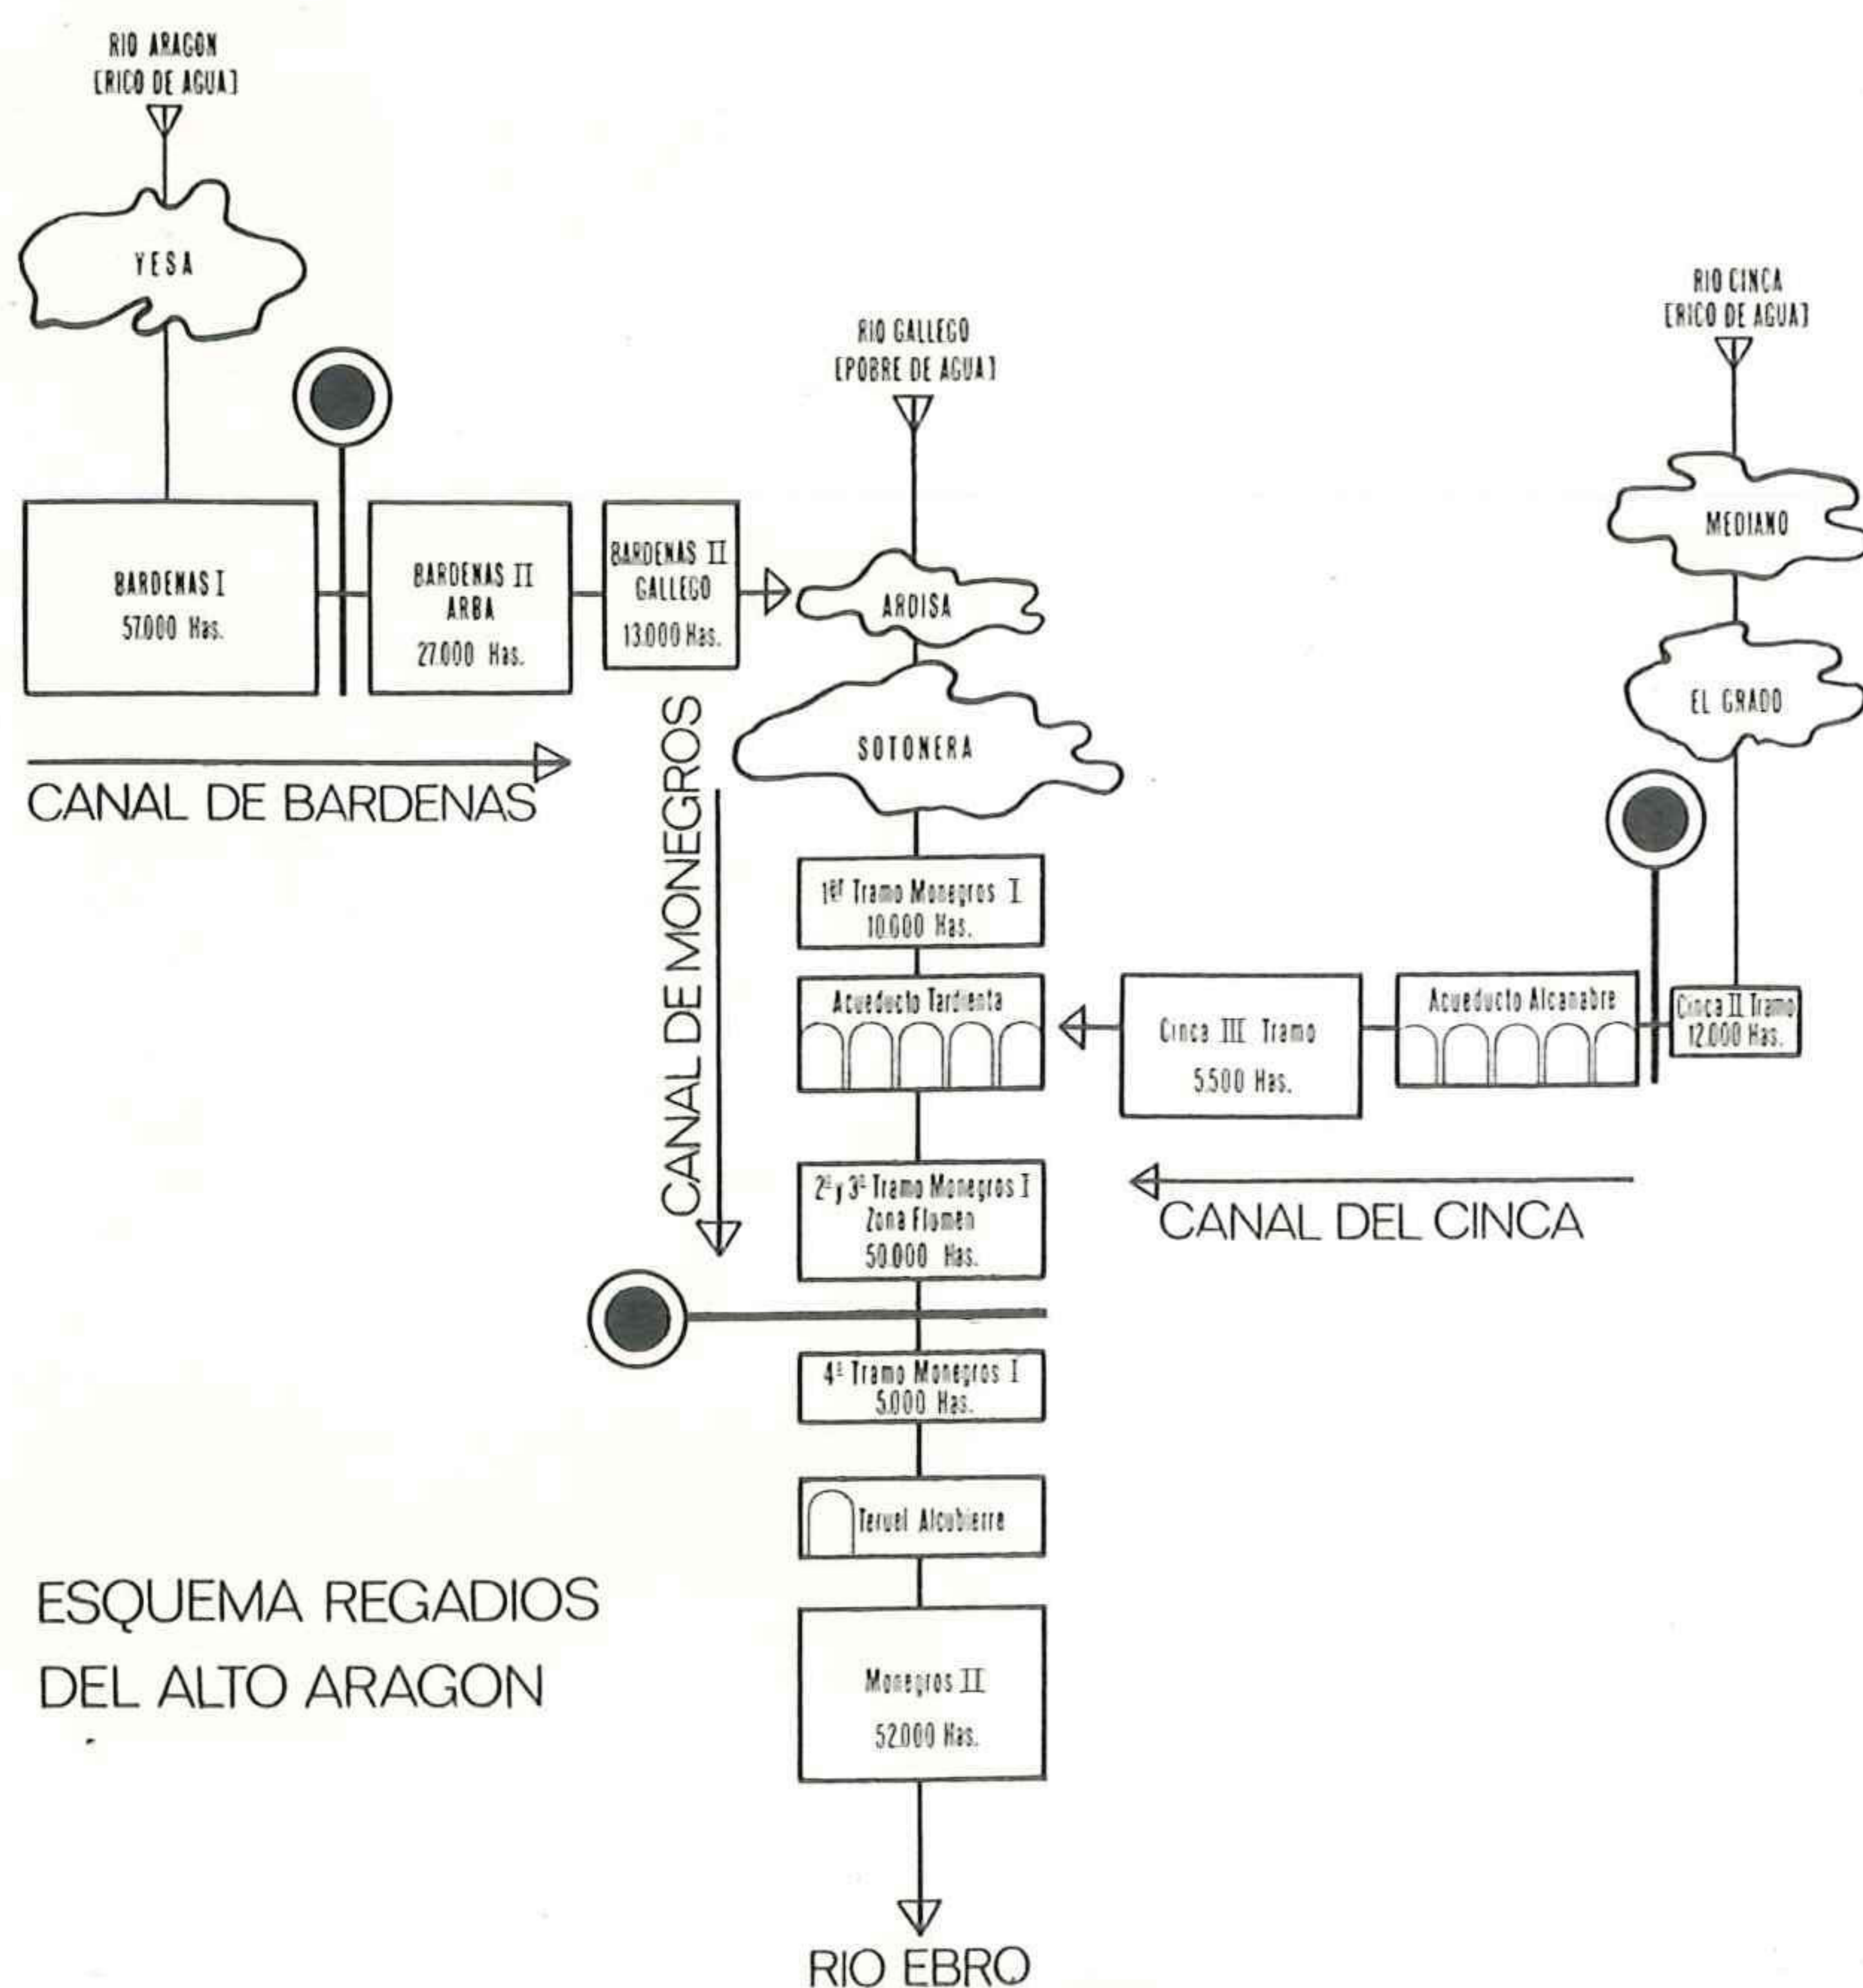 RIO ARAGON
[RICO DE AGUA]
YESA
BARDENAS I
57.000 Has.
BARDENAS II
ARBA
27.000 Has.
BARDENAS II
GALLEGO
13.000 Has.
CANAL DE BARDENAS
RIO GALLEGO
[POBRE DE AGUA]
ARDISA
SOTONERA
CANAL DE MONEGROS
1er Tramo Monegros I
10.000 Has.
Acueducto Tardienta
2º y 3º Tramo Monegros I
Zona Flumen
50.000 Has.
4º Tramo Monegros I
5.000 Has.
Teruel Alcubierre
Monegros II
52.000 Has.
RIO EBRO
RIO CINCA
[RICO DE AGUA]
MEDIANO
EL GRADO
Cinca II Tramo
12.000 Has.
Acueducto Alcanabre
Cinca III Tramo
5.500 Has.
CANAL DEL CINCA
ESQUEMA REGADIOS
DEL ALTO ARAGON